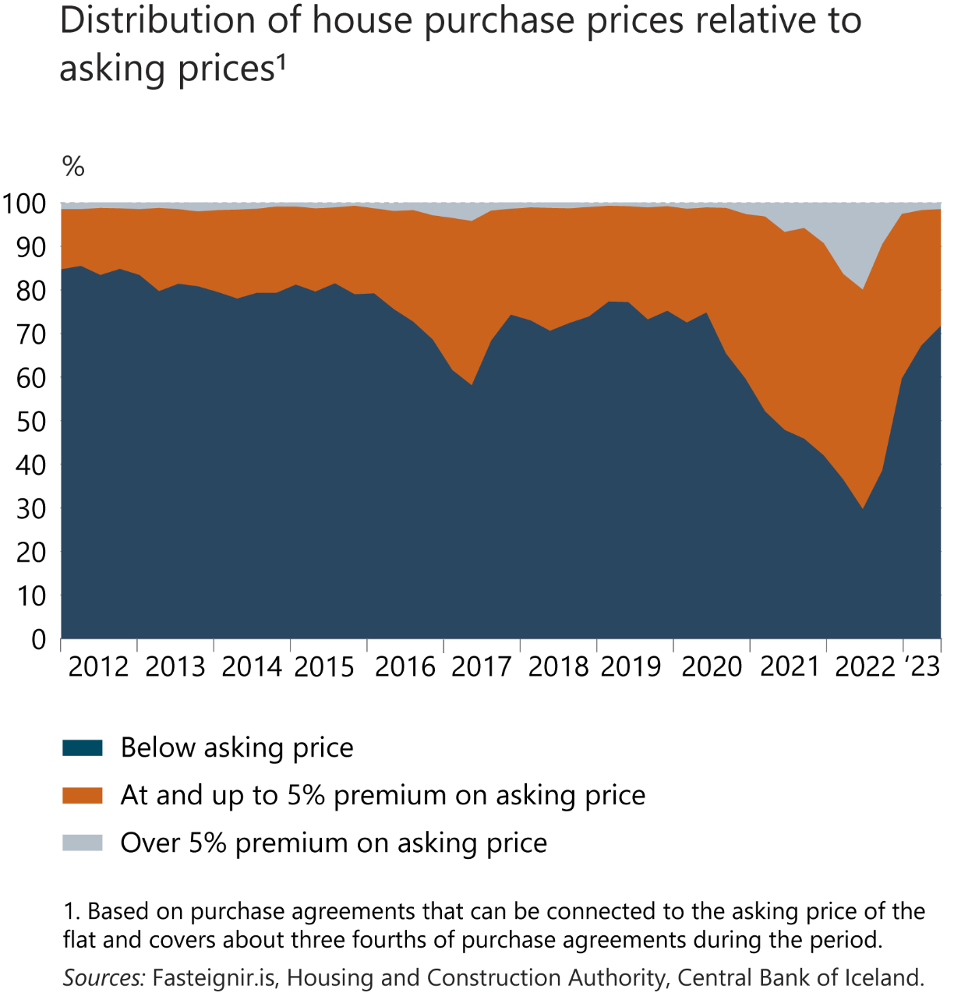 Distribution of house purchase prices relative to
asking prices¹
%
100
90
80
70
60
50
40
30
20
10
0
2012 2013 2014 2015 2016 2017 2018 2019 2020 2021 2022 ‘23
Below asking price
At and up to 5% premium on asking price
Over 5% premium on asking price
1. Based on purchase agreements that can be connected to the asking price of the
flat and covers about three fourths of purchase agreements during the period.
Sources: Fasteignir.is, Housing and Construction Authority, Central Bank of Iceland.